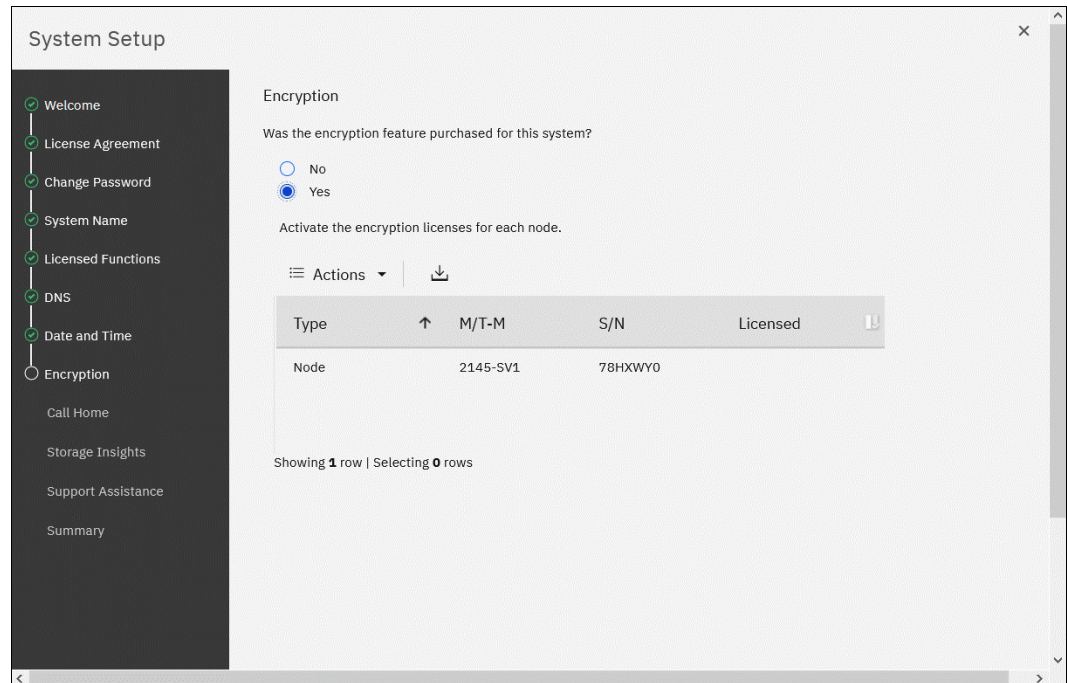 System Setup
Welcome
License Agreement
Change Password
System Name
Licensed Functions
DNS
Date and Time
Encryption
Call Home
Storage Insights
Support Assistance
Summary
Encryption
Was the encryption feature purchased for this system?
No
Yes
Activate the encryption licenses for each node.
Actions
Type M/T-M S/N Licensed
Node 2145-SV1 78HXWY0
Showing 1 row | Selecting 0 rows